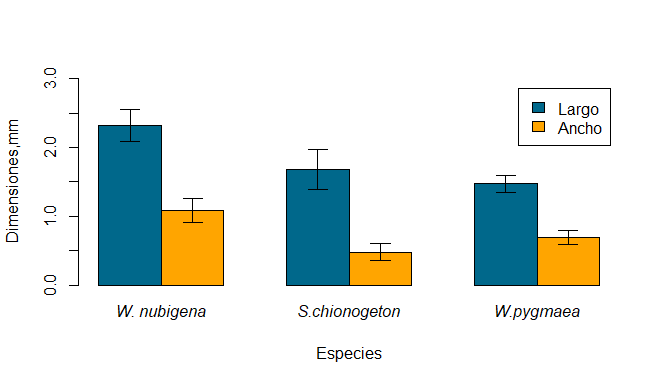 Dimensiones,mm
3.0
2.0
1.0
0.0
Largo
Ancho
W. nubigena
S.chionogeton
W.pygmaea
Especies